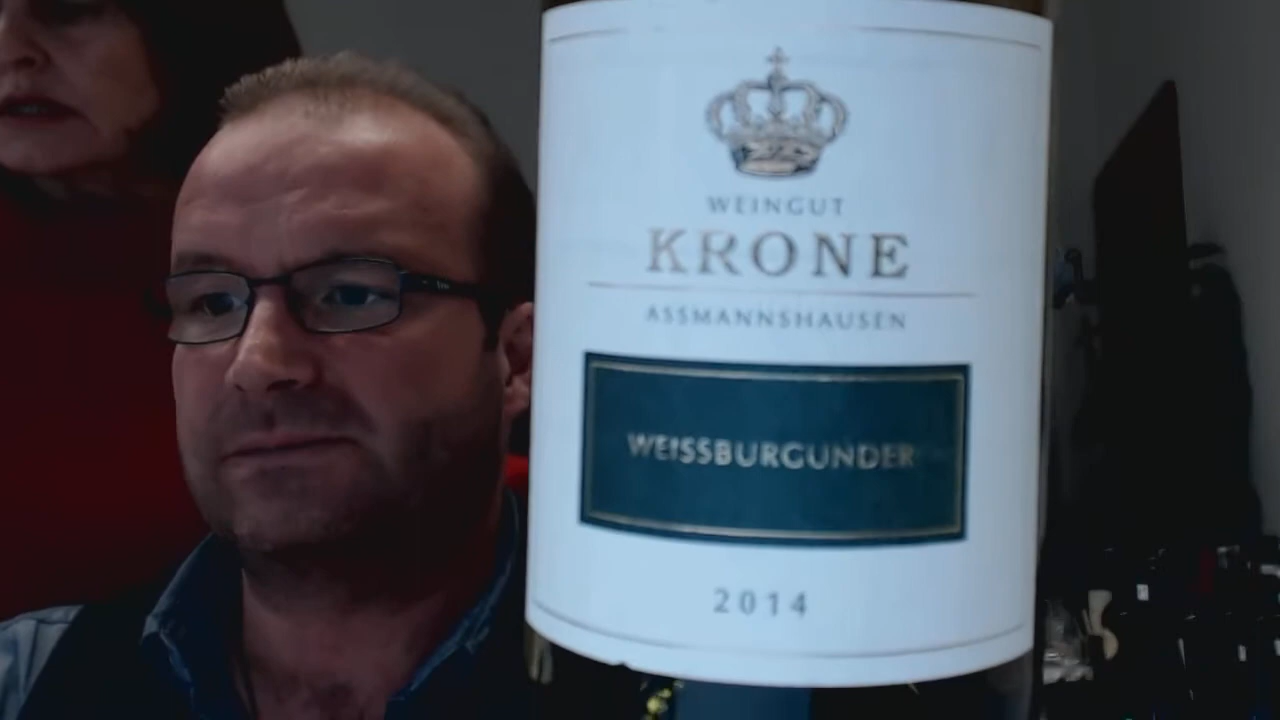 WEINGUT
KRONE
ASSMANNSHAUSEN
WEISSBURGUNDER
2014